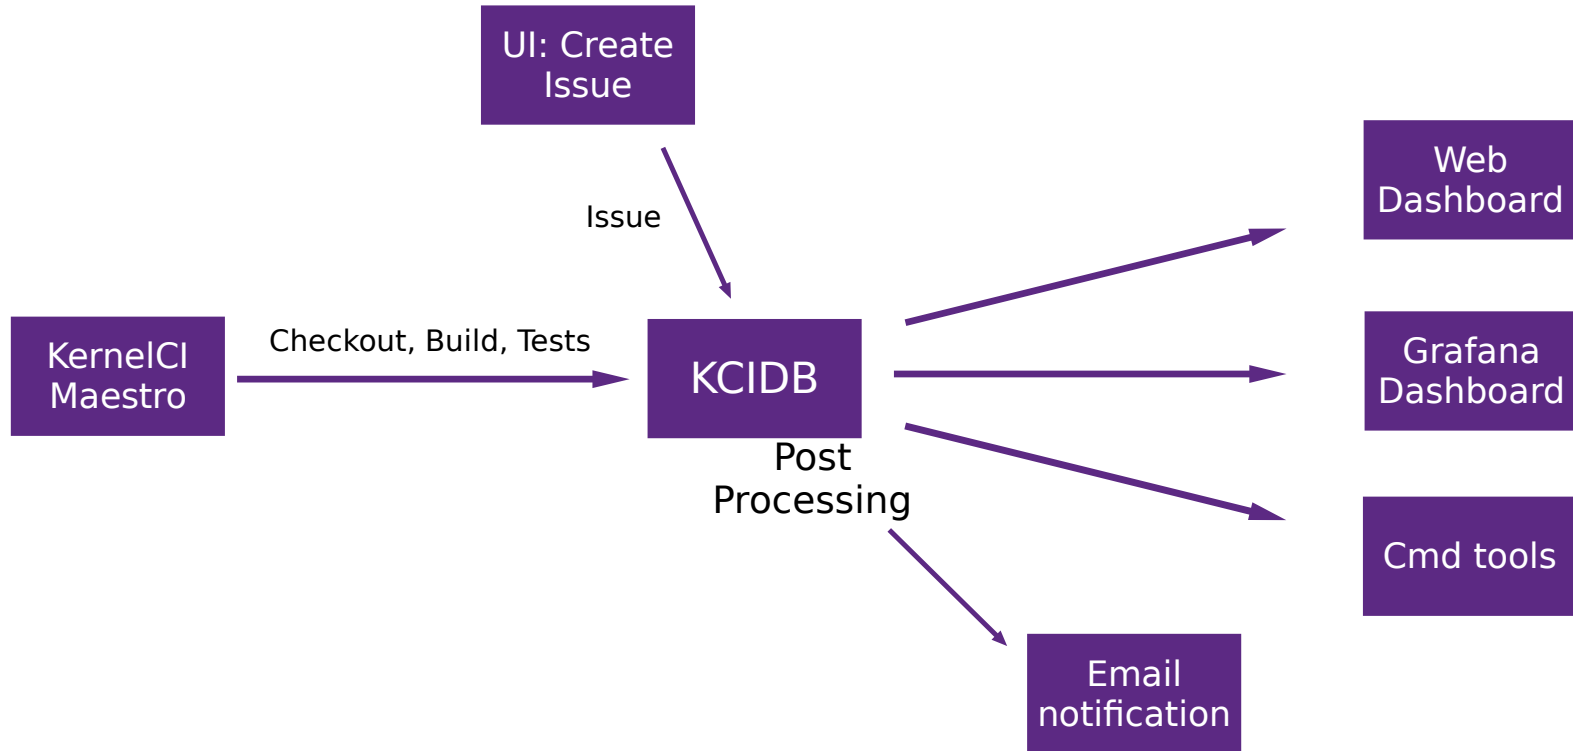 UI: Create
Issue
Issue
Web
Dashboard
KernelCI
Maestro
Checkout, Build, Tests
KCIDB
Grafana
Dashboard
Post
Processing
Cmd tools
Email
notification